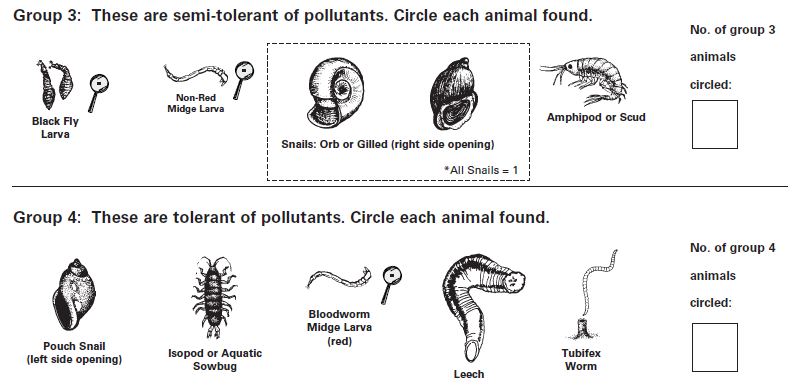 Group 3: These are semi-tolerant of pollutants. Circle each animal found.
No. of group 3
animals
circled:
Black Fly
Larva
Non-Red
Midge Larva
Snails: Orb or Gilled (right side opening)
*All Snails = 1
Amphipod or Scud
Group 4: These are tolerant of pollutants. Circle each animal found.
No. of group 4
animals
circled:
Pouch Snail
(left side opening)
Isopod or Aquatic
Sowbug
Bloodworm
Midge Larva
(red)
Leech
Tubifex
Worm